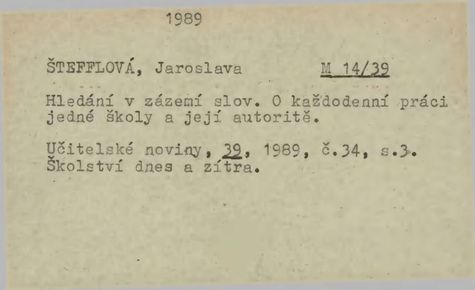 1989
ŠTEFFLOVÁ, Jaroslava M 14/39
Hledání v zázemí slov. O každodenní práci
jedné školy a její autoritě.
Učitelské noviny, 39, 1989, č.34, s.3.
Školství dnes a zítra.